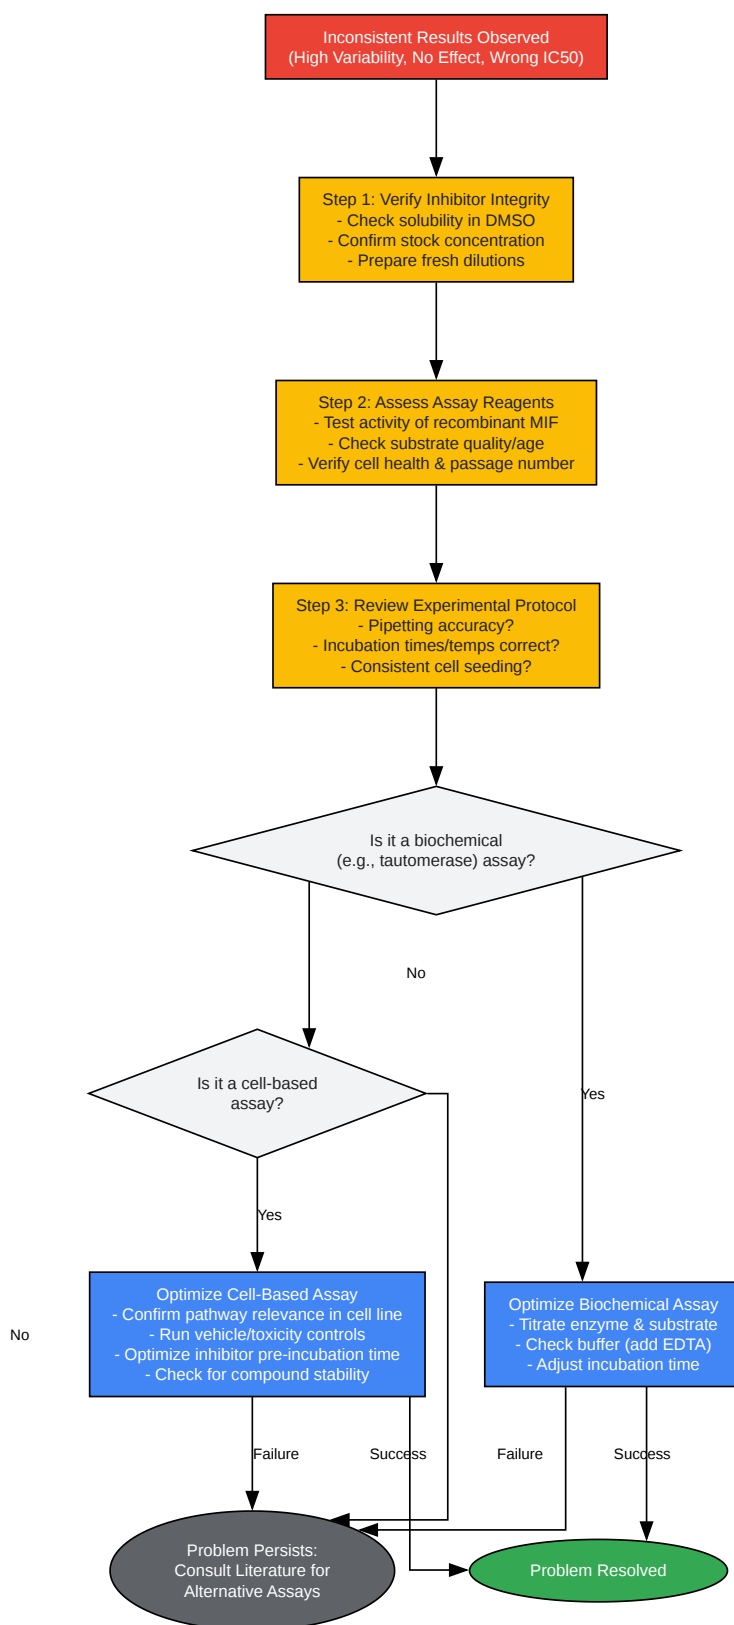 Inconsistent Results Observed
(High Variability, No Effect, Wrong IC50)
Step 1: Verify Inhibitor Integrity
- Check solubility in DMSO
- Confirm stock concentration
- Prepare fresh dilutions
Step 2: Assess Assay Reagents
- Test activity of recombinant MIF
- Check substrate quality/age
- Verify cell health & passage number
Step 3: Review Experimental Protocol
- Pipetting accuracy?
- Incubation times/temps correct?
- Consistent cell seeding?
Is it a biochemical
(e.g., tautomerase) assay?
No
Is it a cell-based
assay?
Yes
Yes
Optimize Cell-Based Assay
- Confirm pathway relevance in cell line
- Run vehicle/toxicity controls
- Optimize inhibitor pre-incubation time
- Check for compound stability
Optimize Biochemical Assay
- Titrate enzyme & substrate
- Check buffer (add EDTA)
- Adjust incubation time
No
Failure
Success
Failure
Success
Problem Persists:
Consult Literature for
Alternative Assays
Problem Resolved